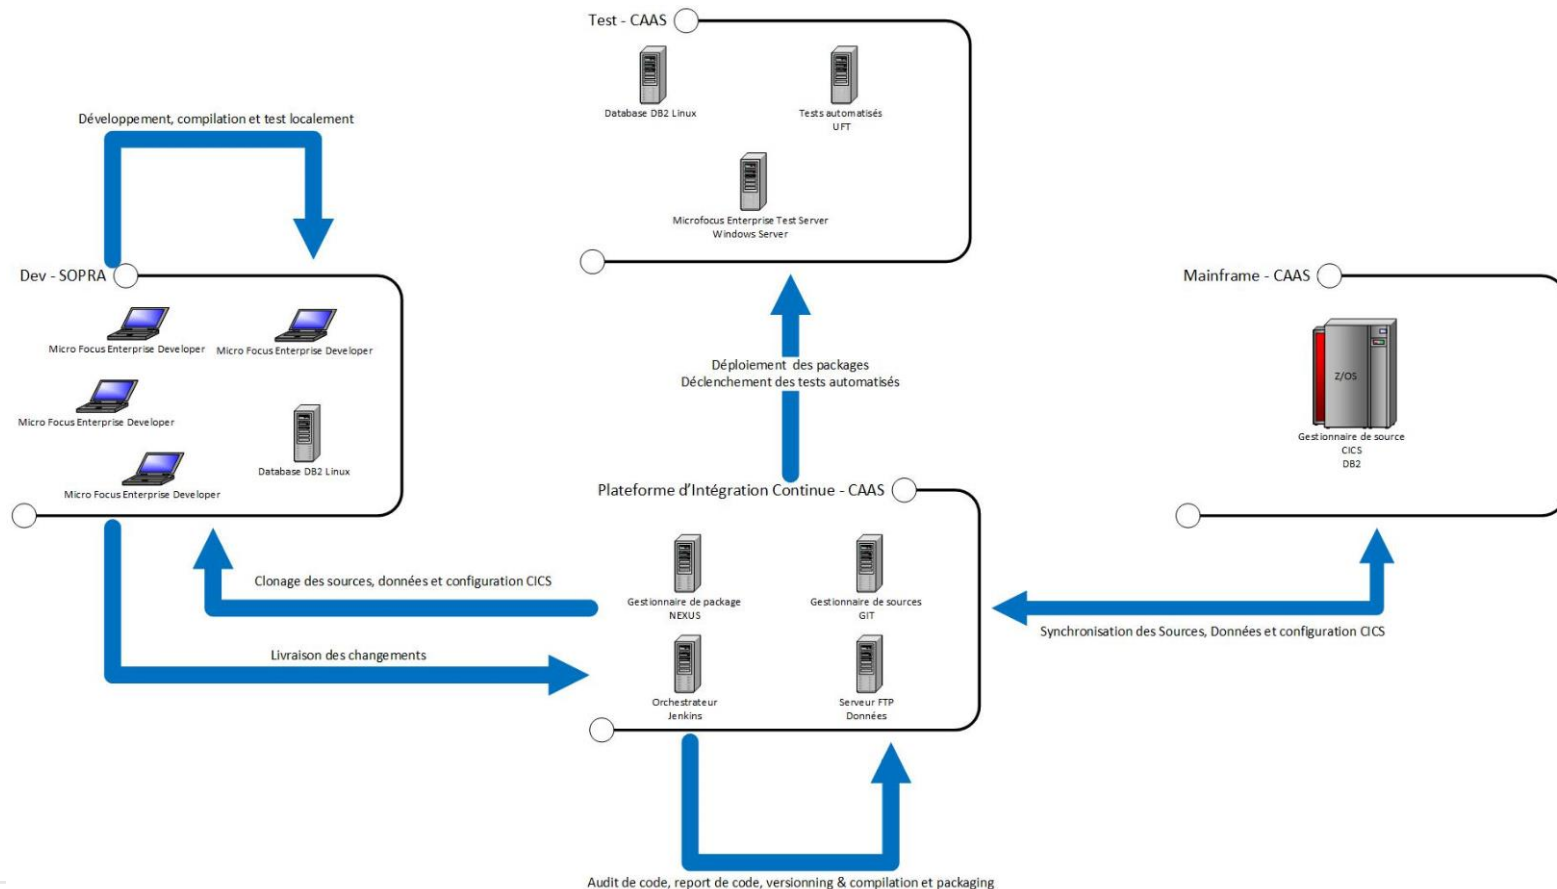 Test - CAAS
Database DB2 Linux
Tests automatisés
UFT
Microfocus Enterprise Test Server
Windows Server
Développement, compilation et test localement
Dev - SOPRA
Micro Focus Enterprise Developer
Micro Focus Enterprise Developer
Micro Focus Enterprise Developer
Database DB2 Linux
Micro Focus Enterprise Developer
Mainframe - CAAS
Z/OS
Gestionnaire de source
CICS
DB2
Déploiement des packages
Déclenchement des tests automatisés
Plateforme d'Intégration Continue - CAAS
Gestionnaire de package
NEXUS
Gestionnaire de sources
GIT
Orchestrateur
Jenkins
Serveur FTP
Données
Clonage des sources, données et configuration CICS
Livraison des changements
Synchronisation des Sources, Données et configuration CICS
Audit de code, report de code, versionning & compilation et packaging